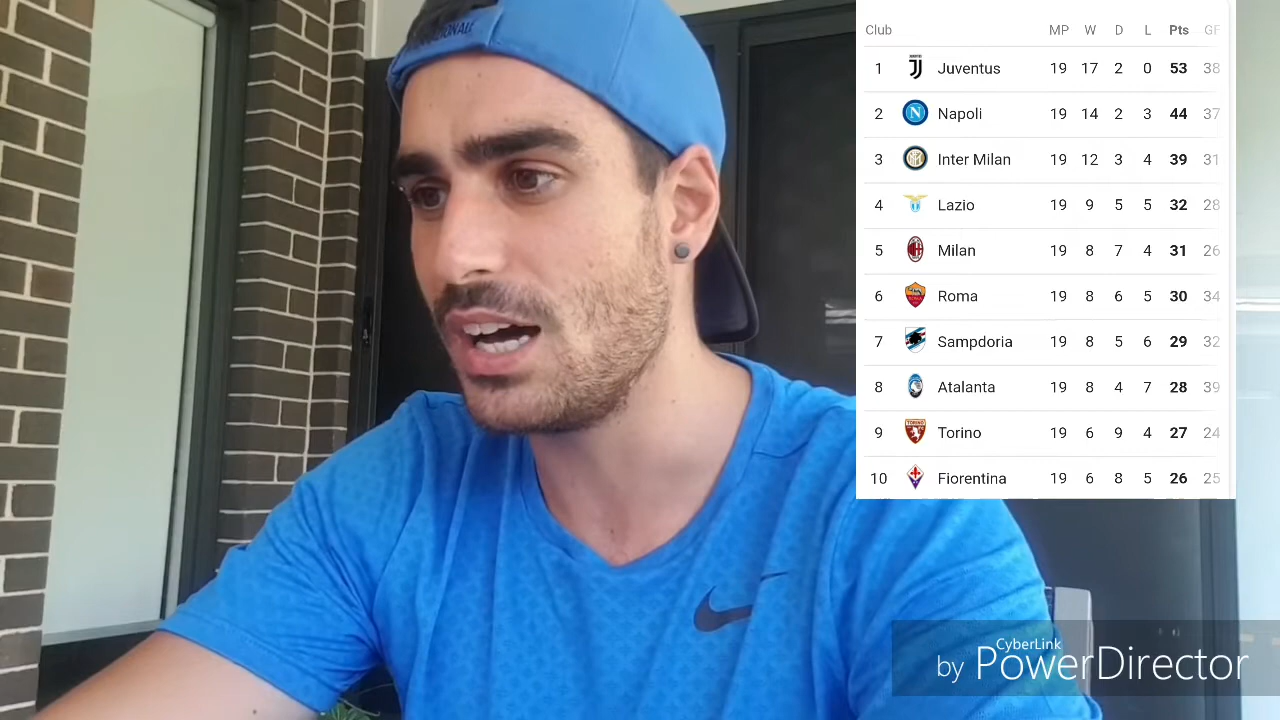 Club MP W D L Pts GF
1 Juventus 19 17 2 0 53 38
2 Napoli 19 14 2 3 44 37
3 Inter Milan 19 12 3 4 39 31
4 Lazio 19 9 5 5 32 28
5 Milan 19 8 7 4 31 26
6 Roma 19 8 6 5 30 34
7 Sampdoria 19 8 5 6 29 32
8 Atalanta 19 8 4 7 28 39
9 Torino 19 6 9 4 27 24
10 Fiorentina 19 6 8 5 26 25
CyberLink
by PowerDirector